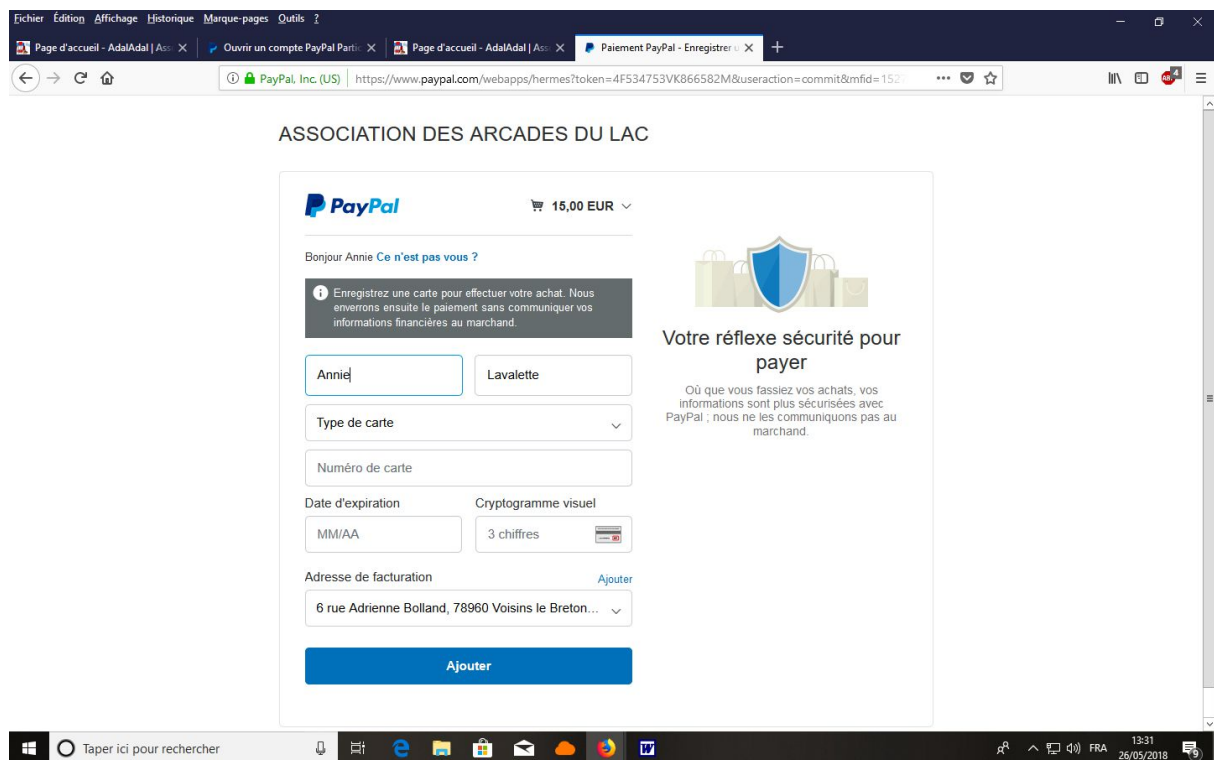 Fichier Édition Affichage Historique Marque-pages Outils ?
Page d'accueil - AdalAdal | Ass
Ouvrir un compte PayPal Partic
Page d'accueil - AdalAdal | Ass
Paiement PayPal - Enregistrer u
PayPal, Inc. (US) https://www.paypal.com/webapps/hermes?token=4F534753VK866582M&useraction=commit&mfid=152
ABP 4
ASSOCIATION DES ARCADES DU LAC
PayPal
15,00 EUR
Bonjour Annie Ce n'est pas vous ?
Enregistrez une carte pour effectuer votre achat. Nous
enverrons ensuite le paiement sans communiquer vos
informations financières au marchand.
Annie
Lavalette
Type de carte
Numéro de carte
Date d'expiration
Cryptogramme visuel
MM/AA
3 chiffres
Adresse de facturation
Ajouter
6 rue Adrienne Bolland, 78960 Voisins le Breton...
Ajouter
Votre réflexe sécurité pour
payer
Où que vous fassiez vos achats, vos
informations sont plus sécurisées avec
PayPal ; nous ne les communiquons pas au
marchand.
Taper ici pour rechercher
FRA
13:31
26/05/2018
9